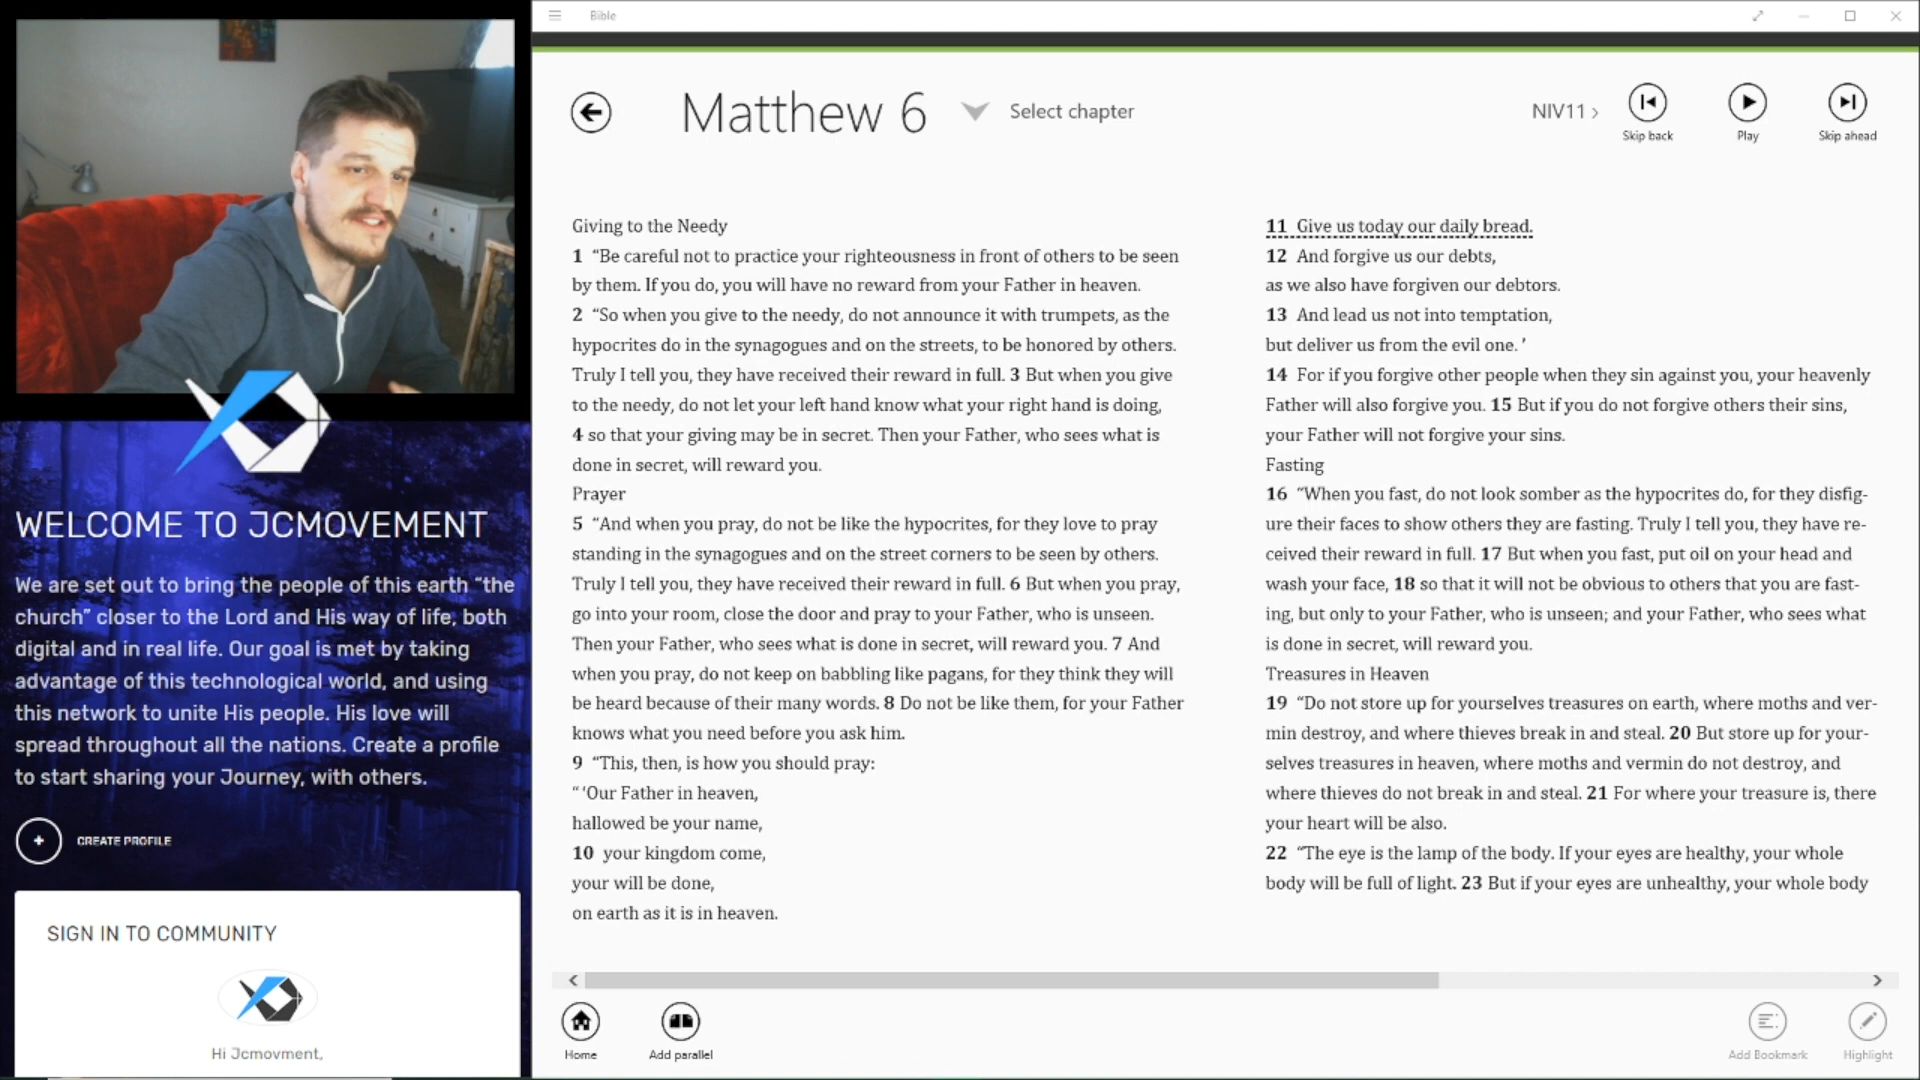 WELCOME TO JCMOVEMENT
We are set out to bring the people of this earth “the
church” closer to the Lord and His way of life, both
digital and in real life. Our goal is met by taking
advantage of this technological world, and using
this network to unite His people. His love will
spread throughout all the nations. Create a profile
to start sharing your Journey, with others.
+ CREATE PROFILE
SIGN IN TO COMMUNITY
Hi Jcmovment,
Bible
Matthew 6
Select chapter
NIV11 ›
Skip back
Play
Skip ahead
Giving to the Needy
1 “Be careful not to practice your righteousness in front of others to be seen
by them. If you do, you will have no reward from your Father in heaven.
2 “So when you give to the needy, do not announce it with trumpets, as the
hypocrites do in the synagogues and on the streets, to be honored by others.
Truly I tell you, they have received their reward in full. 3 But when you give
to the needy, do not let your left hand know what your right hand is doing,
4 so that your giving may be in secret. Then your Father, who sees what is
done in secret, will reward you.
Prayer
5 “And when you pray, do not be like the hypocrites, for they love to pray
standing in the synagogues and on the street corners to be seen by others.
Truly I tell you, they have received their reward in full. 6 But when you pray,
go into your room, close the door and pray to your Father, who is unseen.
Then your Father, who sees what is done in secret, will reward you. 7 And
when you pray, do not keep on babbling like pagans, for they think they will
be heard because of their many words. 8 Do not be like them, for your Father
knows what you need before you ask him.
9 “This, then, is how you should pray:
“ ‘Our Father in heaven,
hallowed be your name,
10 your kingdom come,
your will be done,
on earth as it is in heaven.
11 Give us today our daily bread.
12 And forgive us our debts,
as we also have forgiven our debtors.
13 And lead us not into temptation,
but deliver us from the evil one. ’
14 For if you forgive other people when they sin against you, your heavenly
Father will also forgive you. 15 But if you do not forgive others their sins,
your Father will not forgive your sins.
Fasting
16 “When you fast, do not look somber as the hypocrites do, for they disfig-
ure their faces to show others they are fasting. Truly I tell you, they have re-
ceived their reward in full. 17 But when you fast, put oil on your head and
wash your face, 18 so that it will not be obvious to others that you are fast-
ing, but only to your Father, who is unseen; and your Father, who sees what
is done in secret, will reward you.
Treasures in Heaven
19 “Do not store up for yourselves treasures on earth, where moths and ver-
min destroy, and where thieves break in and steal. 20 But store up for your-
selves treasures in heaven, where moths and vermin do not destroy, and
where thieves do not break in and steal. 21 For where your treasure is, there
your heart will be also.
22 “The eye is the lamp of the body. If your eyes are healthy, your whole
body will be full of light. 23 But if your eyes are unhealthy, your whole body
Home
Add parallel
Add Bookmark
Highlight